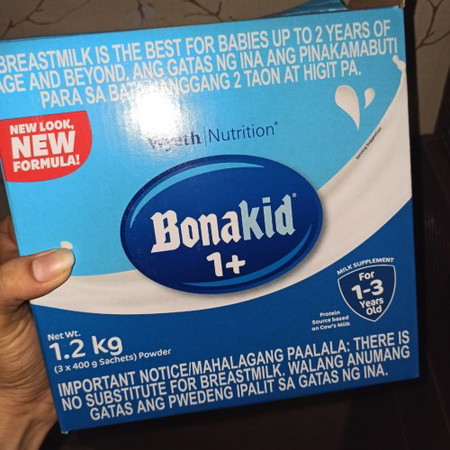 BREASTMILK IS THE BEST FOR BABIES UP TO 2 YEARS OF
AGE AND BEYOND. ANG GATAS NG INA ANG PINAKAMABUTI
PARA SA BATA HANGGANG 2 TAON AT HIGIT PA.
NEW LOOK,
NEW
FORMULA!
Wyeth | Nutrition®
Bonakid®
1+
MILK SUPPLEMENT
For
1-3
Years
Old
Protein
Source based
on Cow's Milk
Net Wt.
1.2 kg
(3 x 400 g Sachets) Powder
IMPORTANT NOTICE/MAHALAGANG PAALALA: THERE IS
NO SUBSTITUTE FOR BREASTMILK. WALANG ANUMANG
GATAS ANG PWEDENG IPALIT SA GATAS NG INA.